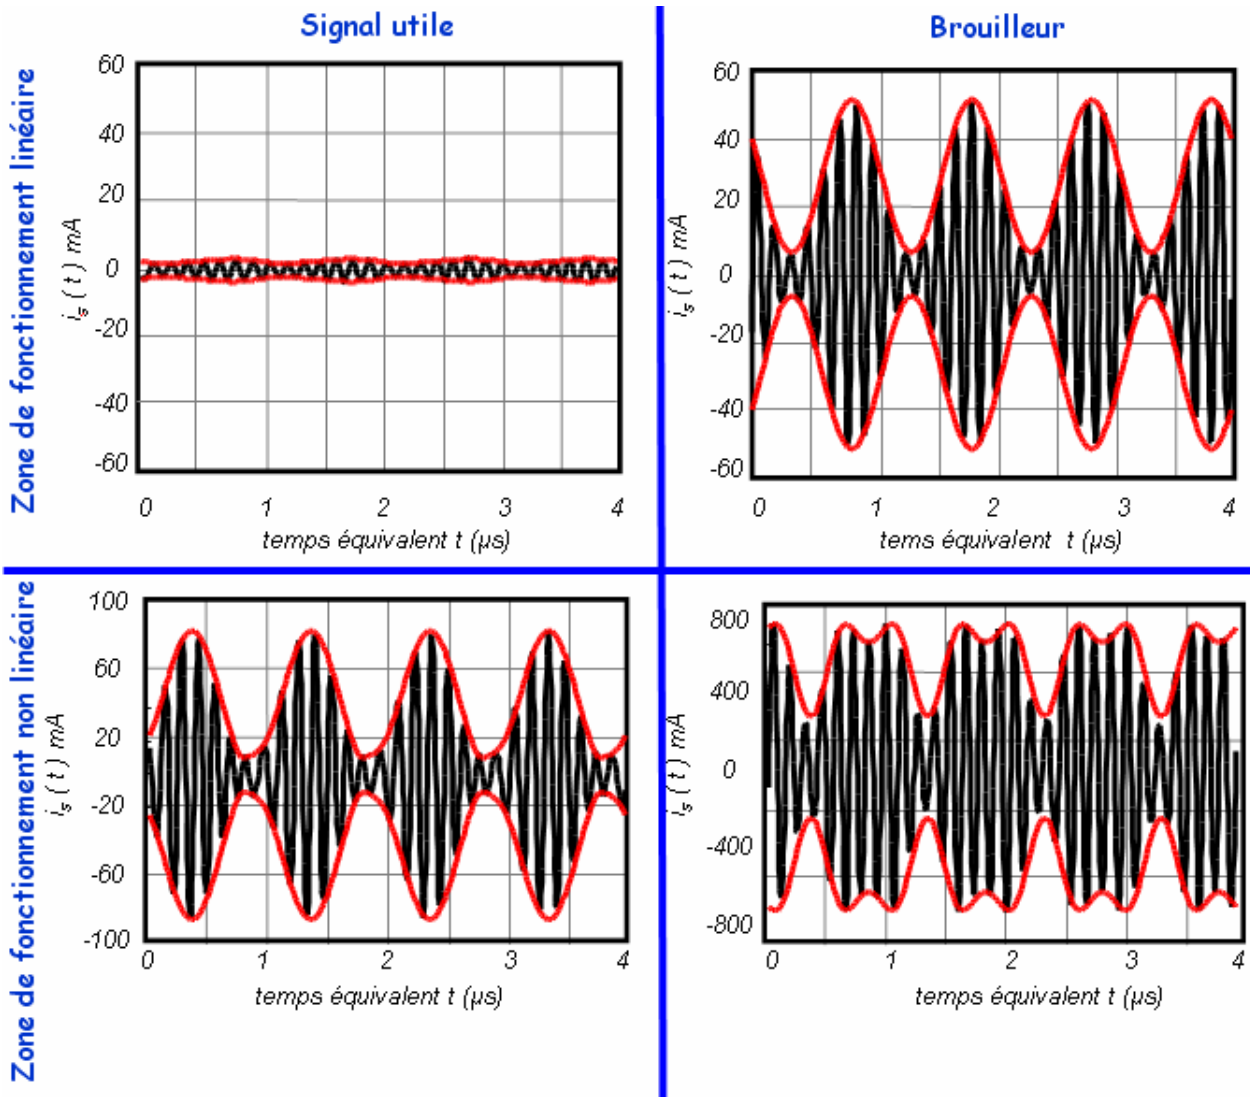 Signal utile
Brouilleur
Zone de fonctionnement linéaire
60
40
20
0
-20
-40
-60
i_s ( t ) mA
0 1 2 3 4
temps équivalent t (µs)
60
40
20
0
-20
-40
-60
i_s ( t ) mA
0 1 2 3 4
tems équivalent t (µs)
Zone de fonctionnement non linéaire
100
60
20
-20
-60
-100
i_s ( t ) mA
0 1 2 3 4
temps équivalent t (µs)
800
400
0
-400
-800
i_s ( t ) mA
0 1 2 3 4
temps équivalent t (µs)